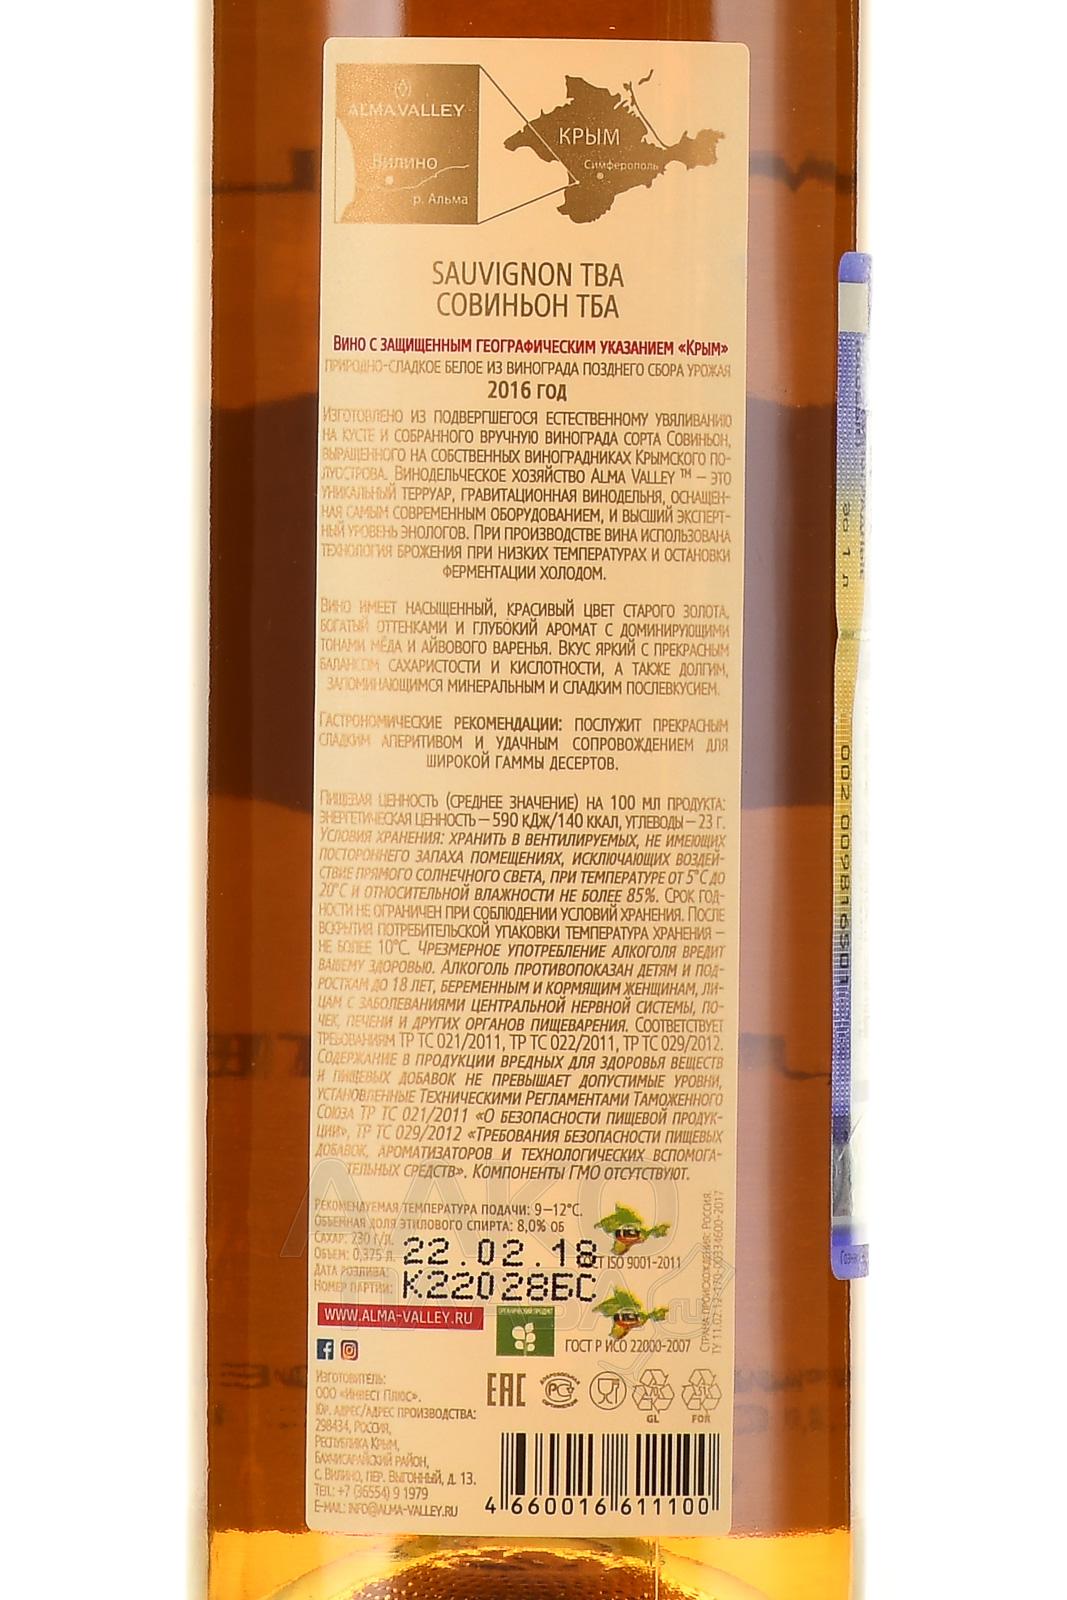 ALMA VALLEY
Вилино
р. Альма
КРЫМ
Симферополь
SAUVIGNON TBA
СОВИНЬОН ТБА
Вино с защищенным географическим указанием «Крым»
природно-сладкое белое из винограда позднего сбора урожая
2016 год
Изготовлено из подвергшегося естественному увяливанию
на кусте и собранного вручную винограда сорта Совиньон,
выращенного на собственных виноградниках Крымского по-
луострова. Винодельческое хозяйство Alma Valley ™ – это
уникальный терруар, гравитационная винодельня, оснащен-
ная самым современным оборудованием, и высший эксперт-
ный уровень энологов. При производстве вина использована
технология брожения при низких температурах и остановки
ферментации холодом.
Вино имеет насыщенный, красивый цвет старого золота,
богатый оттенками и глубокий аромат с доминирующими
тонами мёда и айвового варенья. Вкус яркий с прекрасным
балансом сахаристости и кислотности, а также долгим,
запоминающимся минеральным и сладким послевкусием.
Гастрономические рекомендации: послужит прекрасным
сладким аперитивом и удачным сопровождением для
широкой гаммы десертов.
Пищевая ценность (среднее значение) на 100 мл продукта:
энергетическая ценность – 590 кДж/140 ккал, углеводы – 23 г.
Условия хранения: хранить в вентилируемых, не имеющих
постороннего запаха помещениях, исключающих воздей-
ствие прямого солнечного света, при температуре от 5°С до
20°С и относительной влажности не более 85%. Срок год-
ности не ограничен при соблюдении условий хранения. После
вскрытия потребительской упаковки температура хранения –
не более 10°С. Чрезмерное употребление алкоголя вредит
вашему здоровью. Алкоголь противопоказан детям и под-
росткам до 18 лет, беременным и кормящим женщинам, ли-
цам с заболеваниями центральной нервной системы, по-
чек, печени и других органов пищеварения. Соответствует
требованиям ТР ТС 021/2011, ТР ТС 022/2011, ТР ТС 029/2012.
Содержание в продукции вредных для здоровья веществ
и пищевых добавок не превышает допустимые уровни,
установленные Техническими Регламентами Таможенного
Союза ТР ТС 021/2011 «О безопасности пищевой продук-
ции», ТР ТС 029/2012 «Требования безопасности пищевых
добавок, ароматизаторов и технологических вспомога-
тельных средств». Компоненты ГМО отсутствуют.
Рекомендуемая температура подачи: 9–12°С.
Объемная доля этилового спирта: 8,0% об
Сахар: 230 г/л.
Объем: 0,375 л.
Дата розлива: 22.02.18
Номер партии: К22028БС
ISO 9001-2011
WWW.ALMA-VALLEY.RU
ОРГАНИЧЕСКИЙ ПРОДУКТ
ГОСТ Р ИСО 22000-2007
Страна происхождения: Россия.
Изготовитель:
ООО «Инвест Плюс».
Юр. адрес/адрес производства:
298434, Россия,
Республика Крым,
Бахчисарайский район,
с. Вилино, пер. Выгонный, д. 13.
Тел.: +7 (36554) 9 1979
E-mail: info@alma-valley.ru
EAC
РС
GL
FOR
4 660016 611100
до 1 л